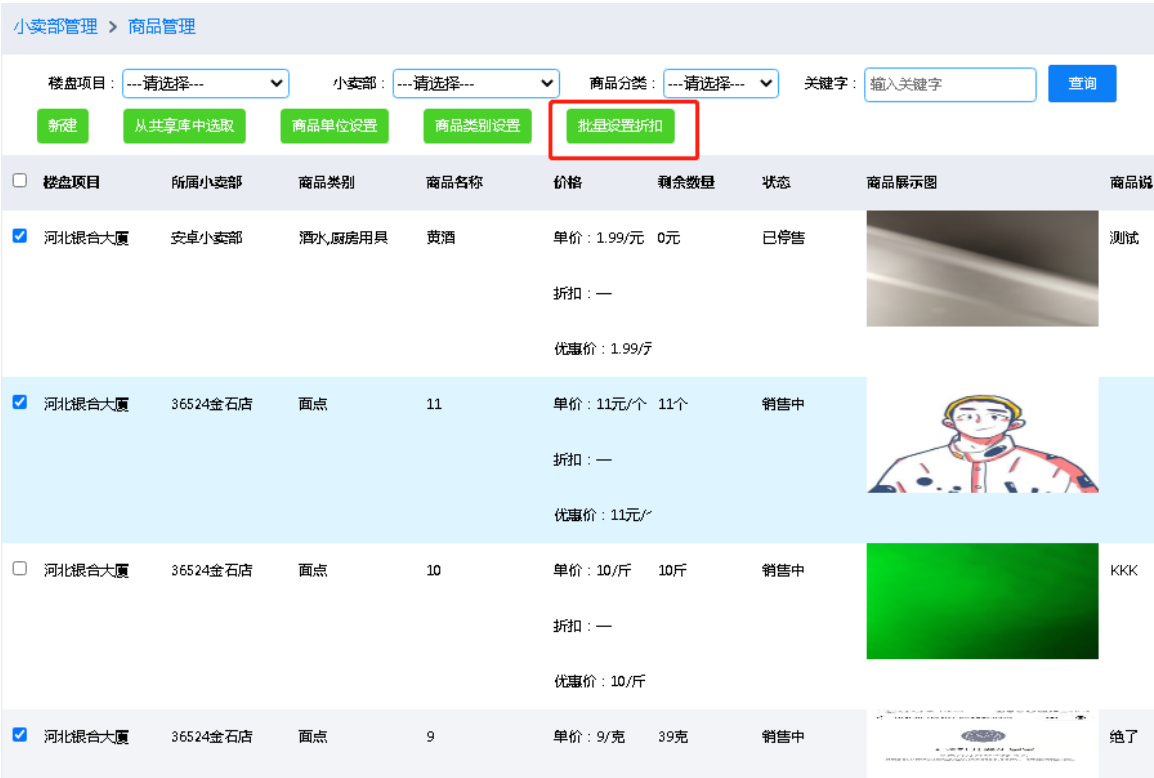 小卖部管理 > 商品管理
楼盘项目： ---请选择--- 小卖部： ---请选择--- 商品分类： ---请选择--- 关键字： 输入关键字 查询
新建 从共享库中选取 商品单位设置 商品类别设置 批量设置折扣
楼盘项目 所属小卖部 商品类别 商品名称 价格 剩余数量 状态 商品展示图 商品说
河北银合大厦 安卓小卖部 酒水,厨房用具 黄酒 单价：1.99/元 0元 已停售 测试
折扣：—
优惠价：1.99/元
河北银合大厦 36524金石店 面点 11 单价：11元/个 11个 销售中
折扣：—
优惠价：11元/
河北银合大厦 36524金石店 面点 10 单价：10/斤 10斤 销售中 KKK
折扣：—
优惠价：10/斤
河北银合大厦 36524金石店 面点 9 单价：9/克 39克 销售中 绝了